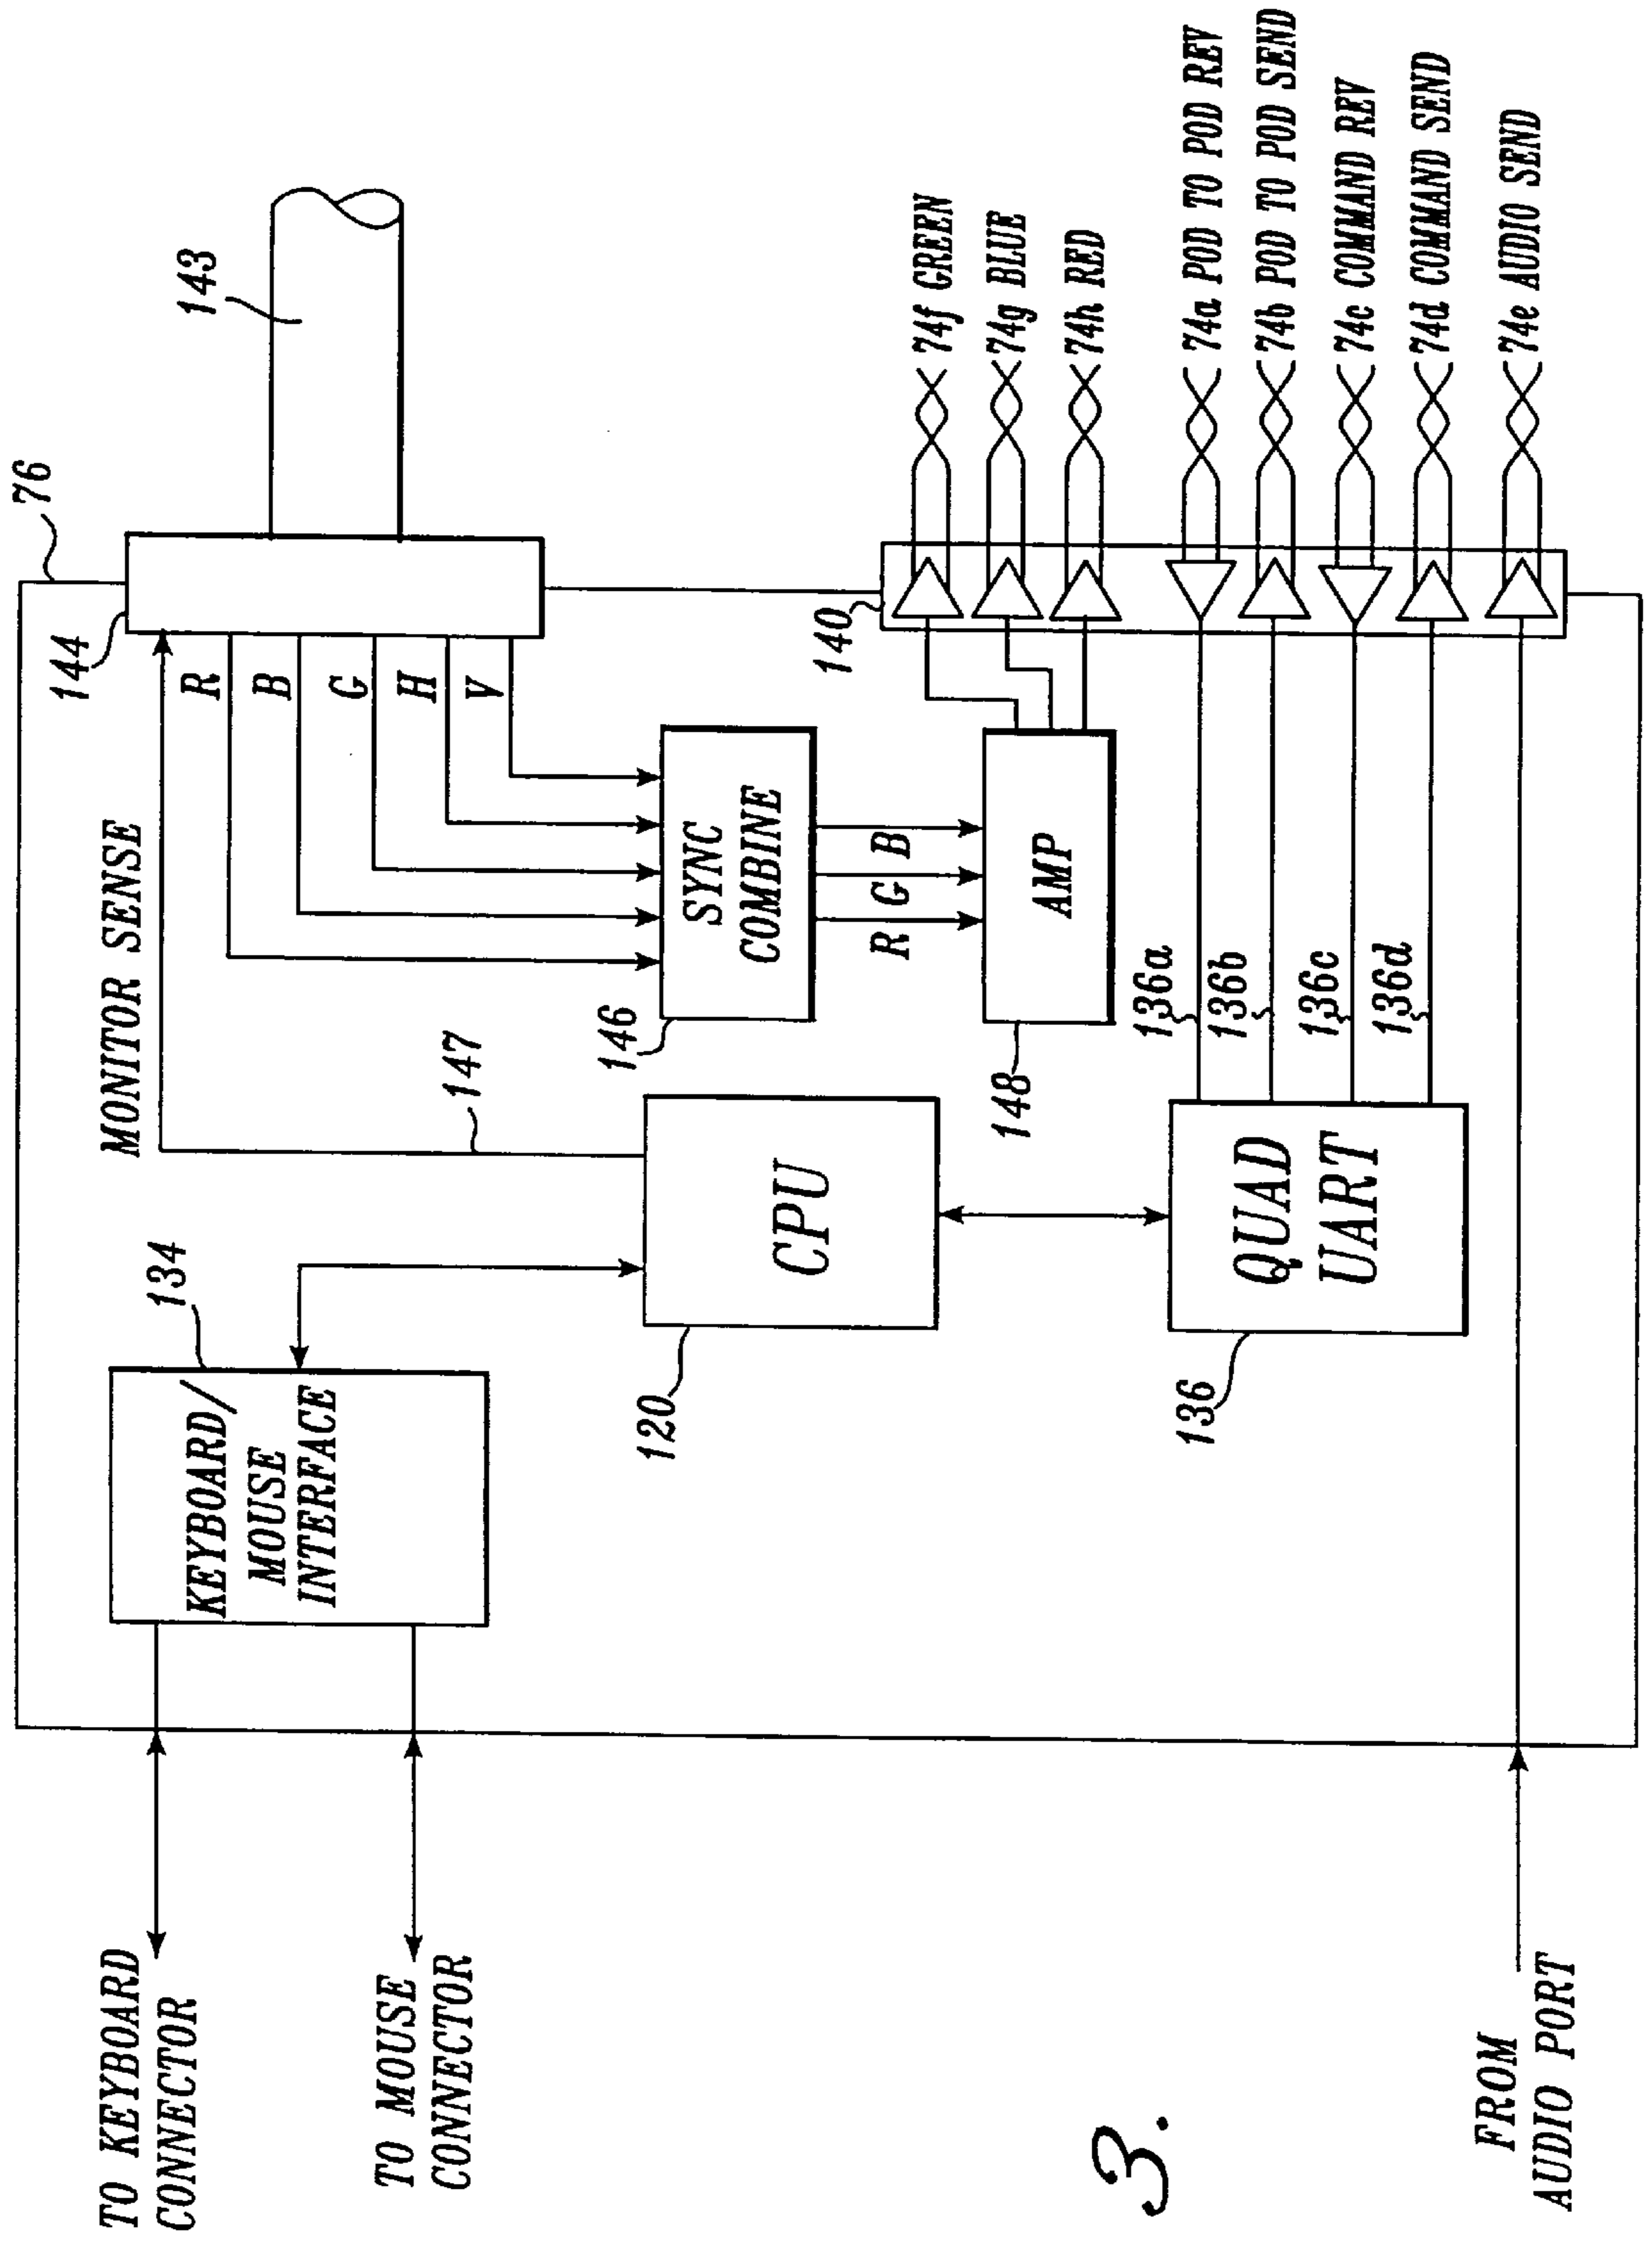 TO KEYBOARD
CONNECTOR
TO MOUSE
CONNECTOR
FROM
AUDIO PORT
134
KEYBOARD/
MOUSE
INTERFACE
MONITOR SENSE
147
144
76
143
R
B
G
H
V
120
CPU
146
SYNC
COMBINE
R G B
148
AMP
140
136
QUAD
UART
136a
136b
136c
136d
74f GREEN
74g BLUE
74h RED
74a POD TO POD REV
74b POD TO POD SEND
74c COMMAND REV
74d COMMAND SEND
74e AUDIO SEND
3.